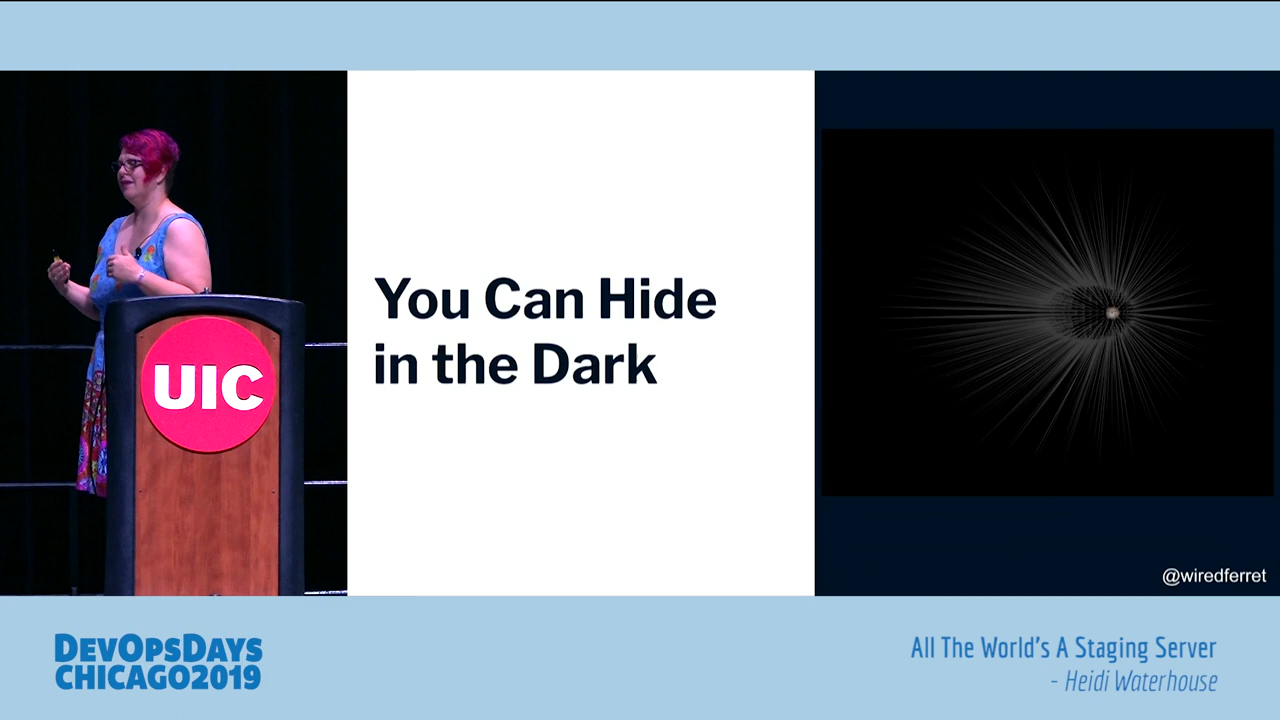 You Can Hide
in the Dark
UIC
@wiredferret
DEVOPSDAYS
CHICAGO2019
All The World's A Staging Server
- Heidi Waterhouse